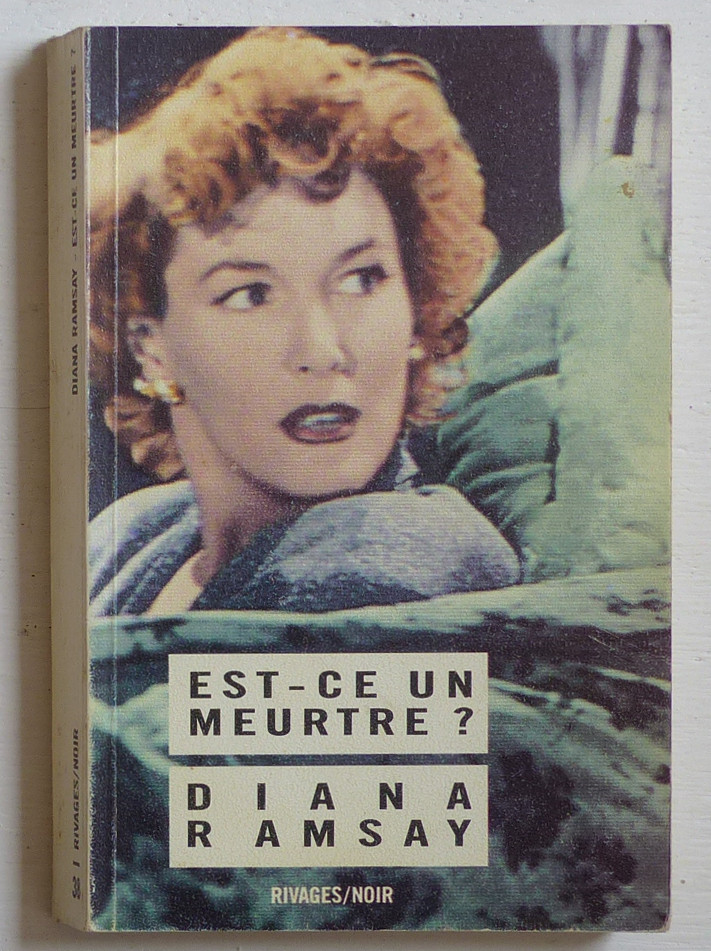 EST-CE UN
MEURTRE ?
DIANA
RAMSAY
RIVAGES/NOIR
DIANA RAMSAY - EST-CE UN MEURTRE ?
RIVAGES/NOIR